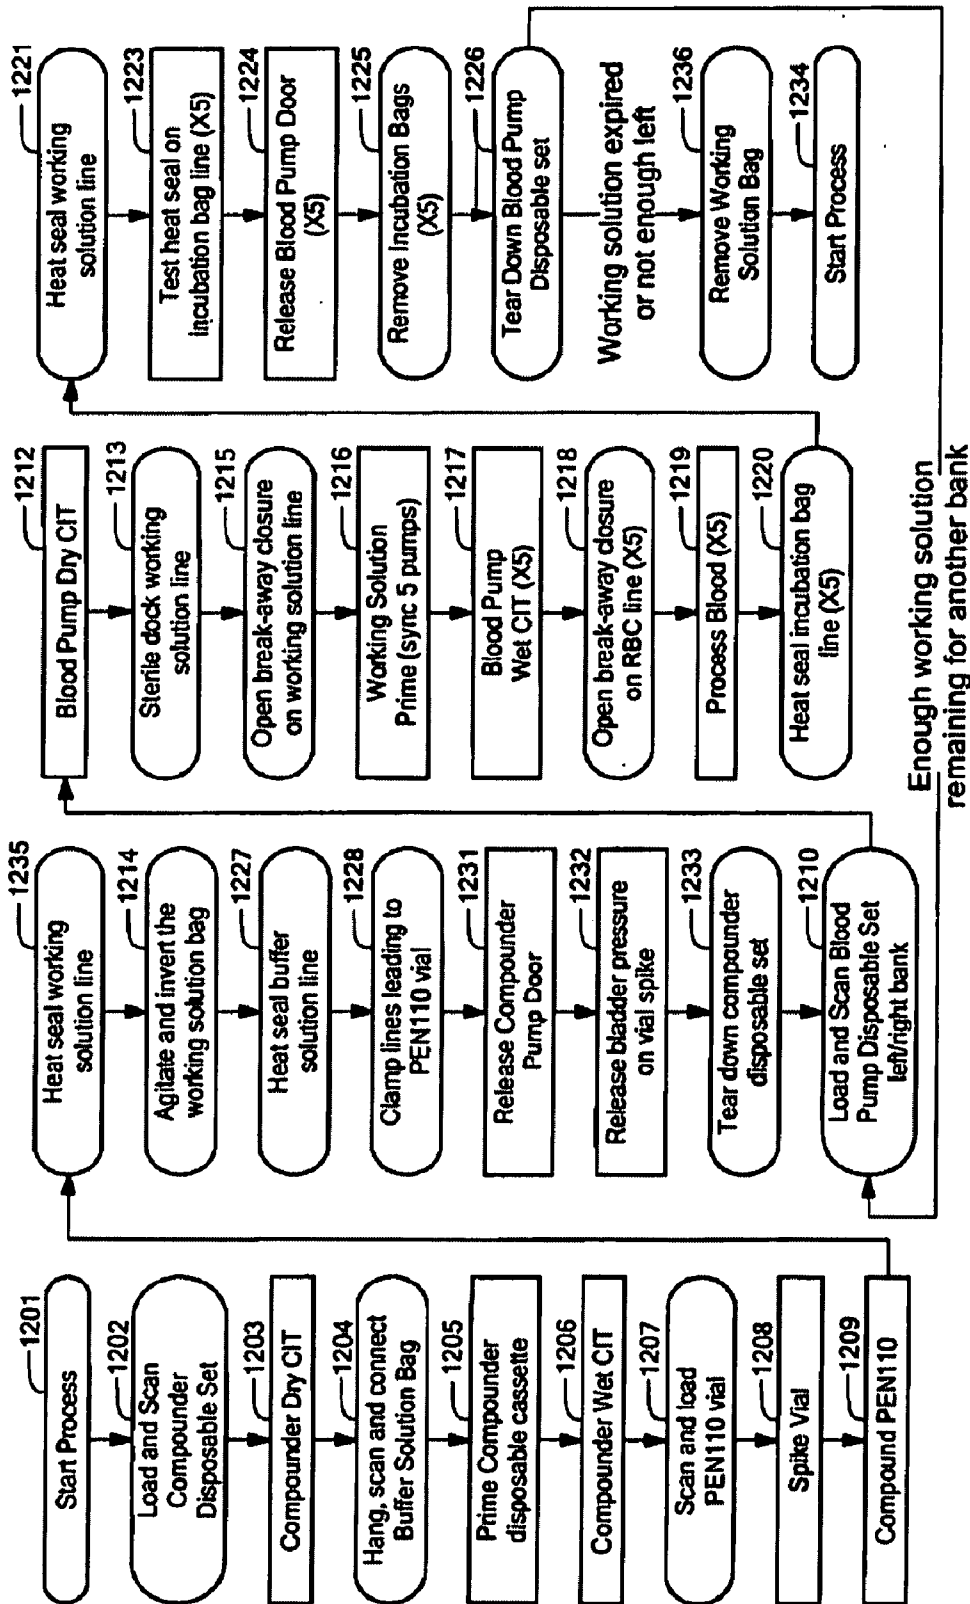 1201
Start Process
1202
Load and Scan
Compounder
Disposable Set
1203
Compounder Dry CIT
1204
Hang, scan and connect
Buffer Solution Bag
1205
Prime Compounder
disposable cassette
1206
Compounder Wet CIT
1207
Scan and load
PEN110 vial
1208
Spike Vial
1209
Compound PEN110
1235
Heat seal working
solution line
1214
Agitate and invert the
working solution bag
1227
Heat seal buffer
solution line
1228
Clamp lines leading to
PEN110 vial
1231
Release Compounder
Pump Door
1232
Release bladder pressure
on vial spike
1233
Tear down compounder
disposable set
1210
Load and Scan Blood
Pump Disposable Set
left/right bank
1212
Blood Pump Dry CIT
1213
Sterile dock working
solution line
1215
Open break-away closure
on working solution line
1216
Working Solution
Prime (sync 5 pumps)
1217
Blood Pump
Wet CIT (X5)
1218
Open break-away closure
on RBC line (X5)
1219
Process Blood (X5)
1220
Heat seal incubation bag
line (X5)
1221
Heat seal working
solution line
1223
Test heat seal on
incubation bag line (X5)
1224
Release Blood Pump Door
(X5)
1225
Remove Incubation Bags
(X5)
1226
Tear Down Blood Pump
Disposable set
Working solution expired
or not enough left
1236
Remove Working
Solution Bag
1234
Start Process
Enough working solution
remaining for another bank